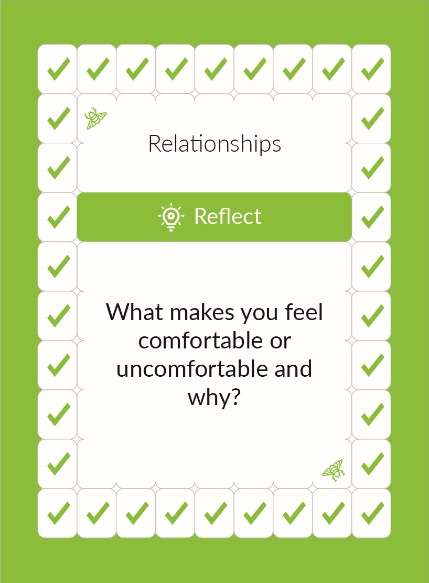 Relationships
Reflect
What makes you feel
comfortable or
uncomfortable and
why?